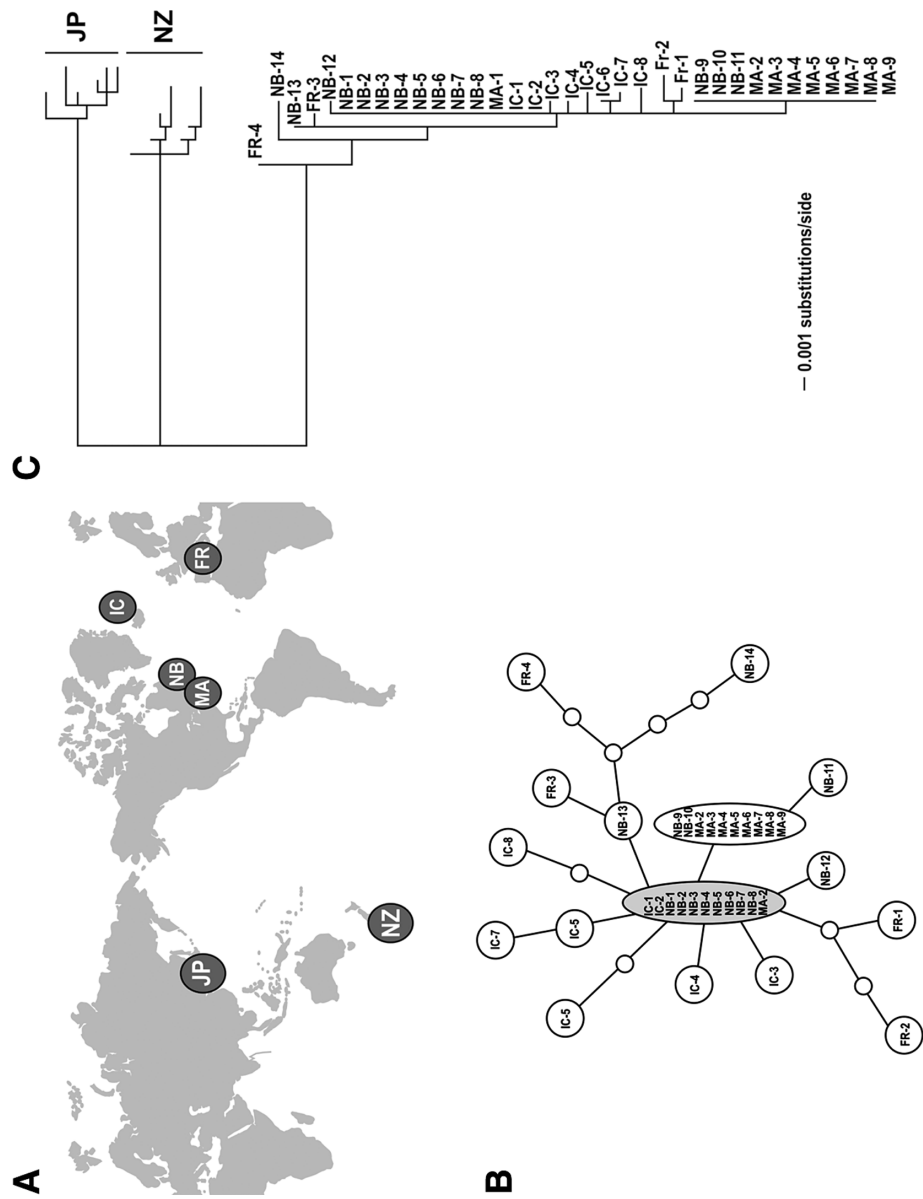 A
JP
NZ
IC
NB
MA
FR
B
IC-5
IC-7
IC-5
IC-8
FR-3
FR-4
NB-13
NB-14
IC-4
IC-3
IC-1
IC-2
NB-1
NB-2
NB-3
NB-4
NB-5
NB-6
NB-7
NB-8
MA-2
NB-9
NB-10
MA-2
MA-3
MA-4
MA-5
MA-6
MA-7
MA-8
MA-9
NB-11
NB-12
FR-1
FR-2
C
JP
NZ
FR-4
NB-14
NB-13
FR-3
NB-12
NB-1
NB-2
NB-3
NB-4
NB-5
NB-6
NB-7
NB-8
MA-1
IC-1
IC-2
IC-3
IC-4
IC-5
IC-6
IC-7
IC-8
Fr-2
Fr-1
NB-9
NB-10
NB-11
MA-2
MA-3
MA-4
MA-5
MA-6
MA-7
MA-8
MA-9
0.001 substitutions/side